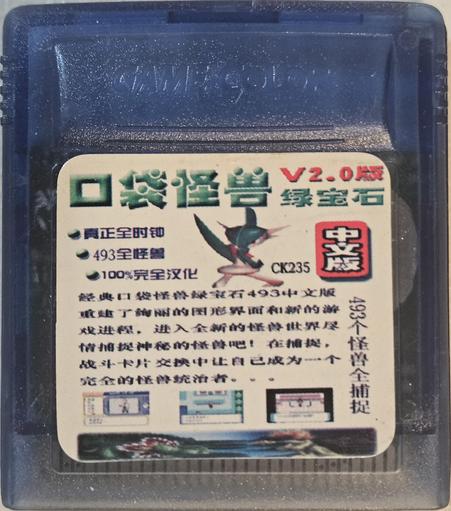 GAME COLOR
口袋怪兽
V2.0版
绿宝石
真正全时钟
493全怪兽
100%完全汉化
CK235
中文版
经典口袋怪兽绿宝石493中文版
重建了绚丽的图形界面和新的游
戏进程，进入全新的怪兽世界尽
情捕捉神秘的怪兽吧！在捕捉，
战斗卡片交换中让自己成为一个
完全的怪兽统治者。。。
493个怪兽全捕捉